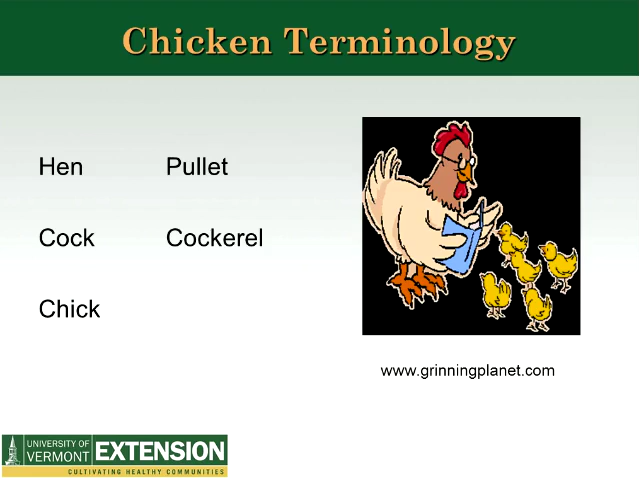 Chicken Terminology
Hen Pullet
Cock Cockerel
Chick
www.grinningplanet.com
UNIVERSITY OF
VERMONT EXTENSION
CULTIVATING HEALTHY COMMUNITIES